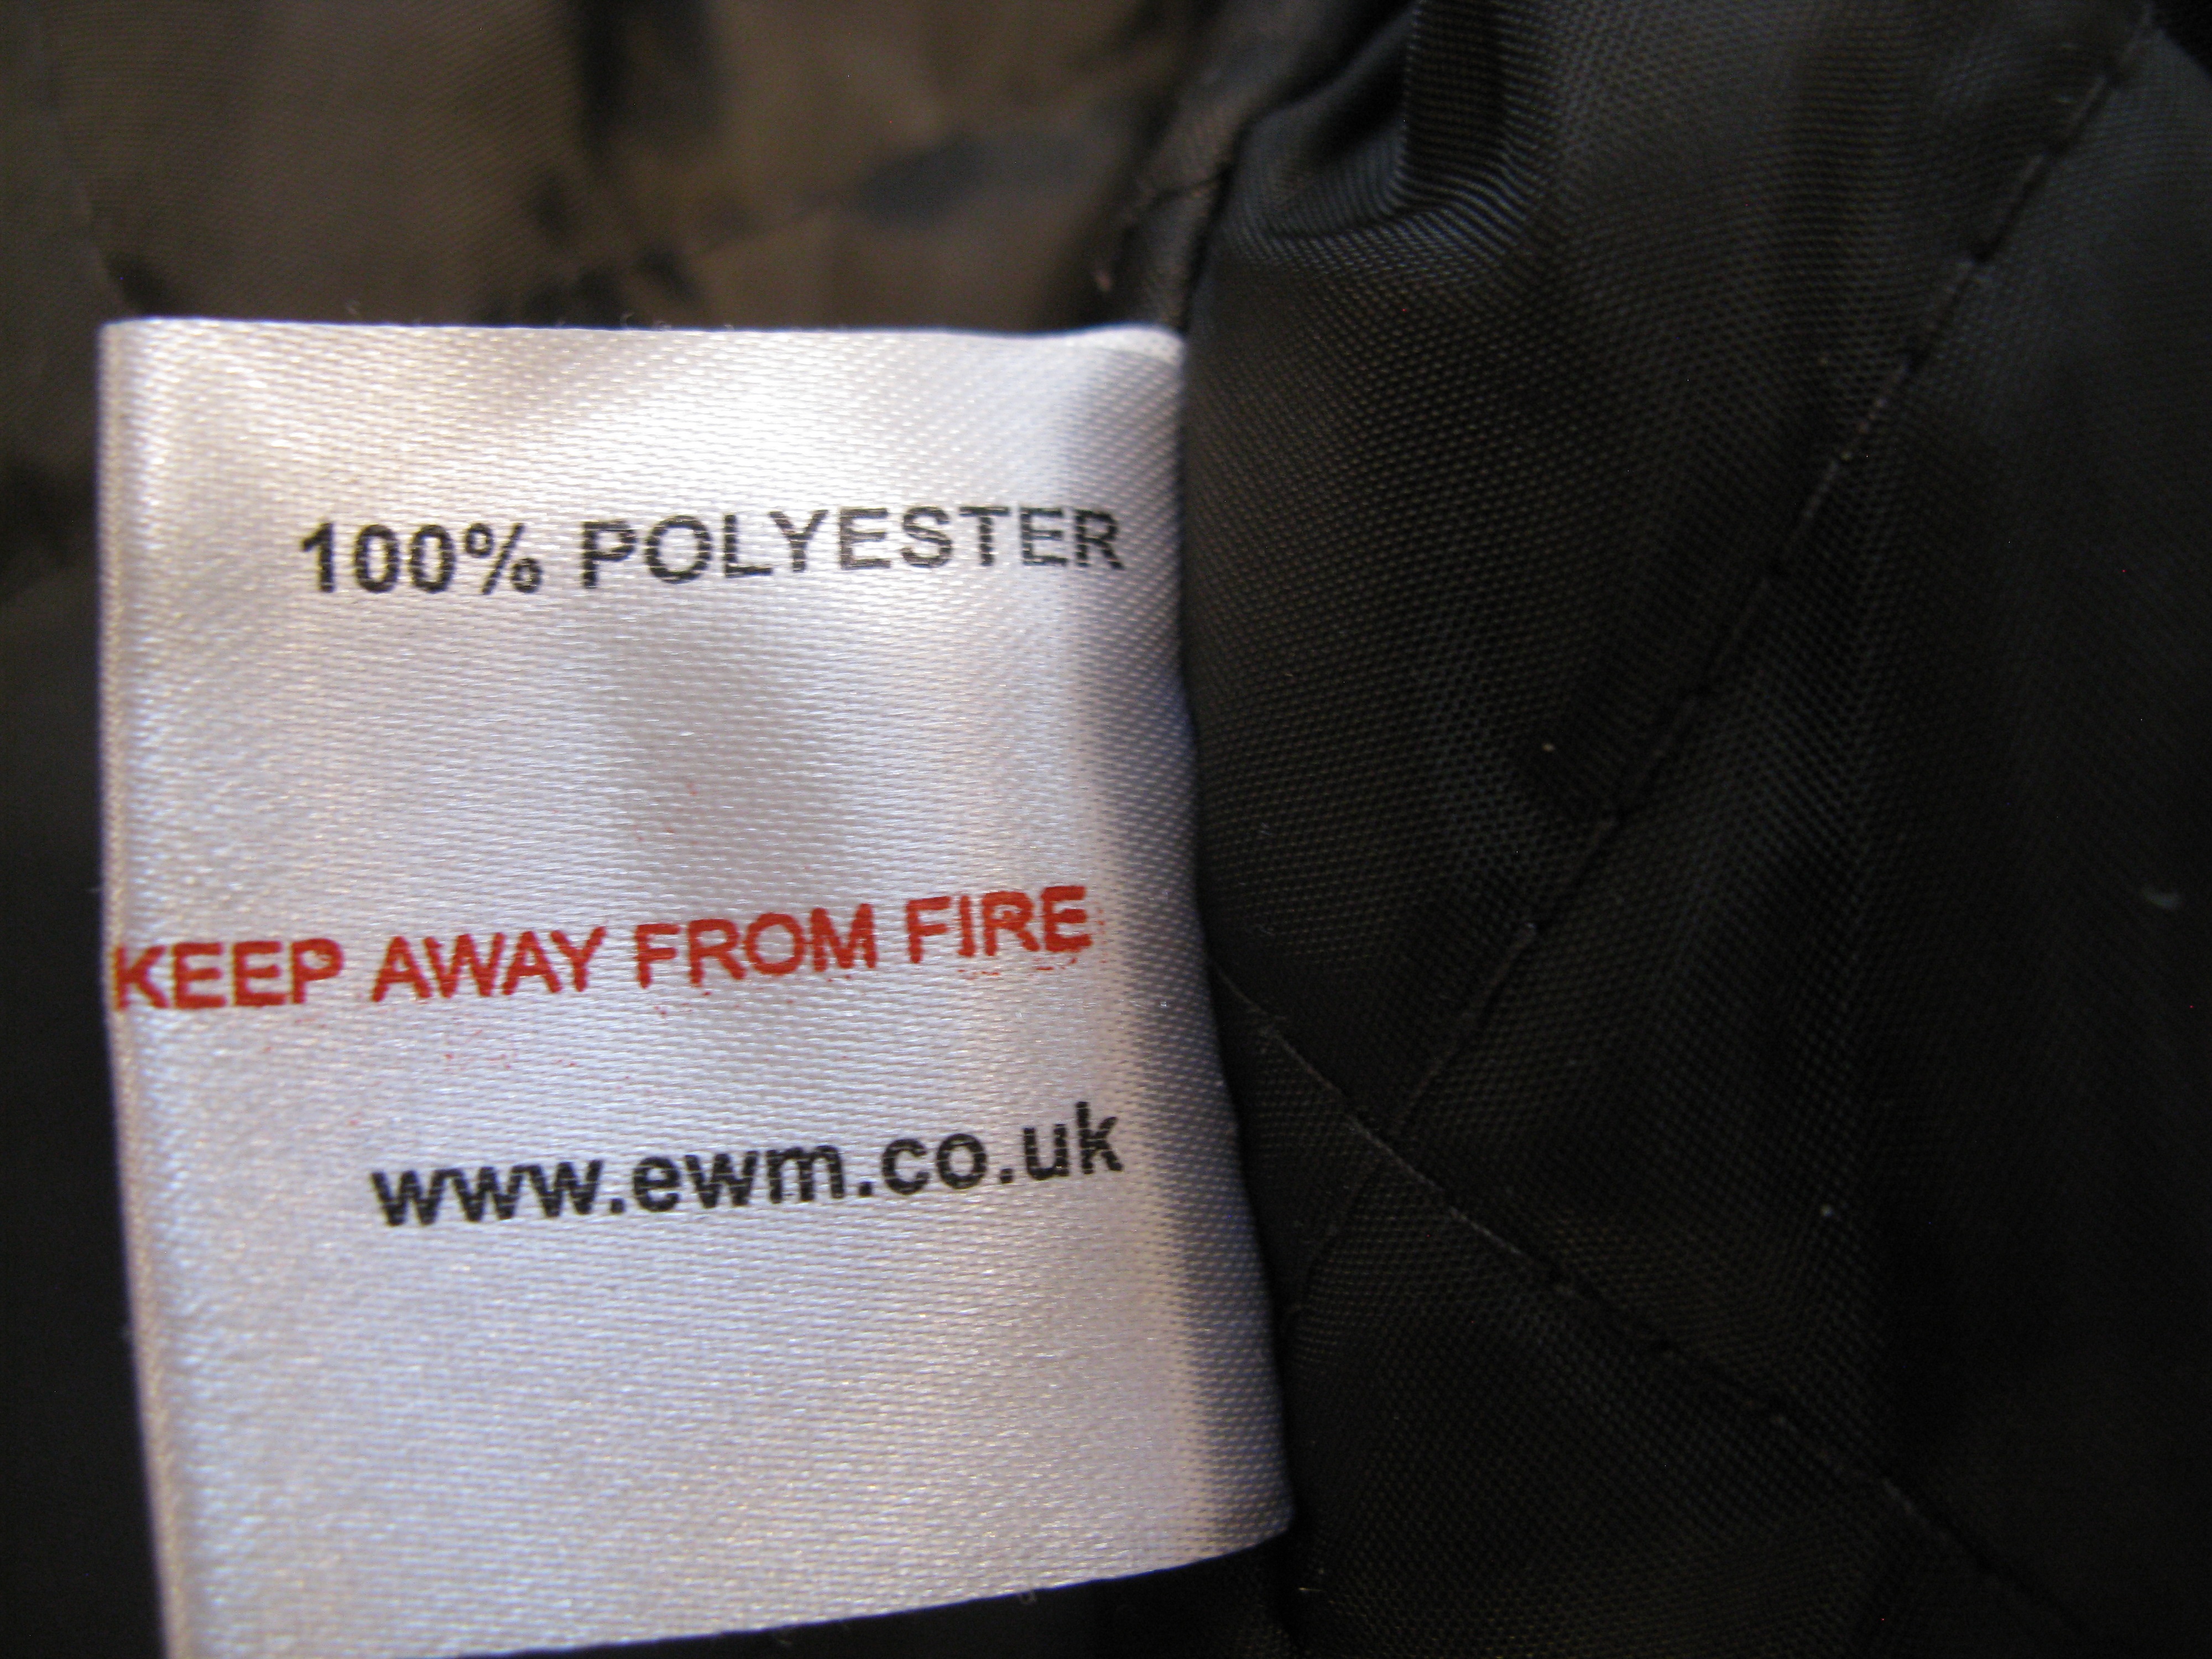 100% POLYESTER
KEEP AWAY FROM FIRE
www.ewm.co.uk